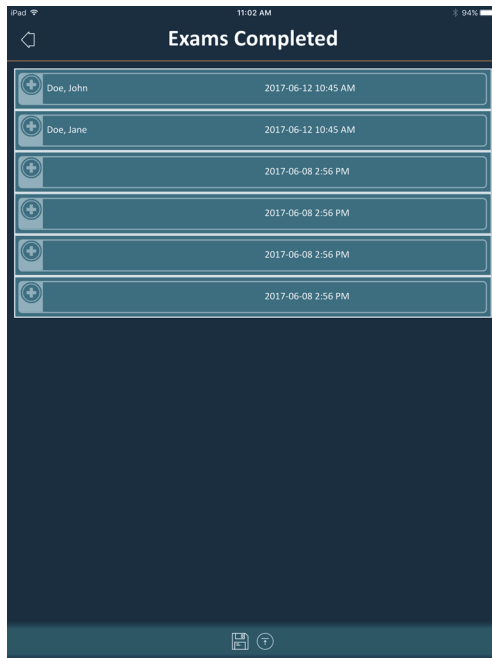 iPad 11:02 AM 94%
Exams Completed
Doe, John 2017-06-12 10:45 AM
Doe, Jane 2017-06-12 10:45 AM
2017-06-08 2:56 PM
2017-06-08 2:56 PM
2017-06-08 2:56 PM
2017-06-08 2:56 PM